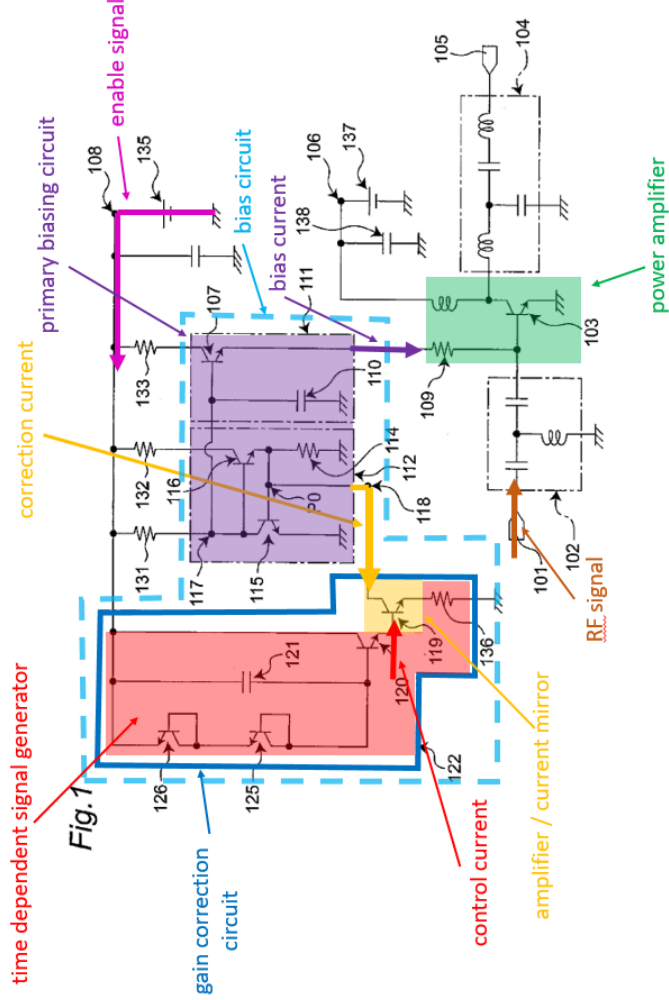 time dependent signal generator
Fig.1
gain correction
circuit
126
125
121
122
120
119
136
control current
amplifier / current mirror
correction current
131
132
133
117
116
115
107
114
P0
112
118
110
111
primary biasing circuit
bias circuit
bias current
108
135
enable signal
109
138
106
137
103
power amplifier
101
102
RF signal
105
104